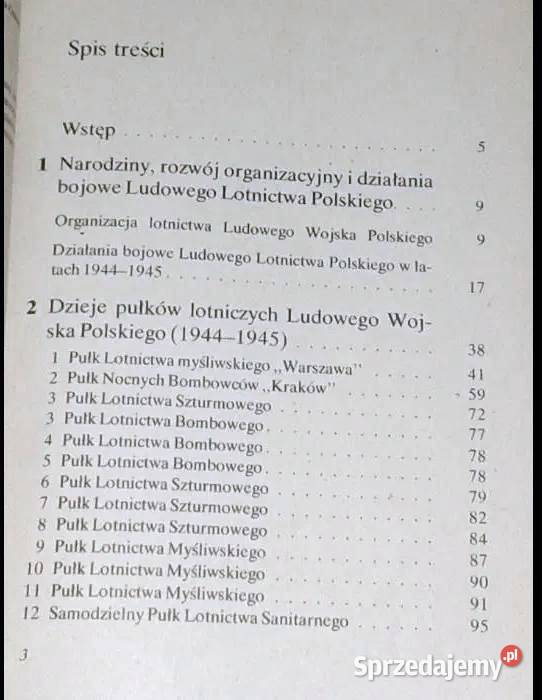 Spis treści
Wstęp . . . . . . . . . . . . . . . . . . . . . . 5
1 Narodziny, rozwój organizacyjny i działania
bojowe Ludowego Lotnictwa Polskiego. . . . 9
Organizacja lotnictwa Ludowego Wojska Polskiego 9
Działania bojowe Ludowego Lotnictwa Polskiego w la-
tach 1944–1945 . . . . . . . . . . . . . . . . 17
2 Dzieje pułków lotniczych Ludowego Woj-
ska Polskiego (1944–1945) . . . . . . . . . 38
1 Pułk Lotnictwa myśliwskiego „Warszawa” . . . . 41
2 Pułk Nocnych Bombowców „Kraków” . . . . . . 59
3 Pułk Lotnictwa Szturmowego . . . . . . . . . 72
3 Pułk Lotnictwa Bombowego . . . . . . . . . . 77
4 Pułk Lotnictwa Bombowego . . . . . . . . . . 78
5 Pułk Lotnictwa Bombowego . . . . . . . . . . 78
6 Pułk Lotnictwa Szturmowego . . . . . . . . . 79
7 Pułk Lotnictwa Szturmowego . . . . . . . . . 82
8 Pułk Lotnictwa Szturmowego . . . . . . . . . 84
9 Pułk Lotnictwa Myśliwskiego . . . . . . . . . 87
10 Pułk Lotnictwa Myśliwskiego . . . . . . . . . 90
11 Pułk Lotnictwa Myśliwskiego . . . . . . . . . 91
12 Samodzielny Pułk Lotnictwa Sanitarnego . . . . 95
3
Sprzedajemy.pl